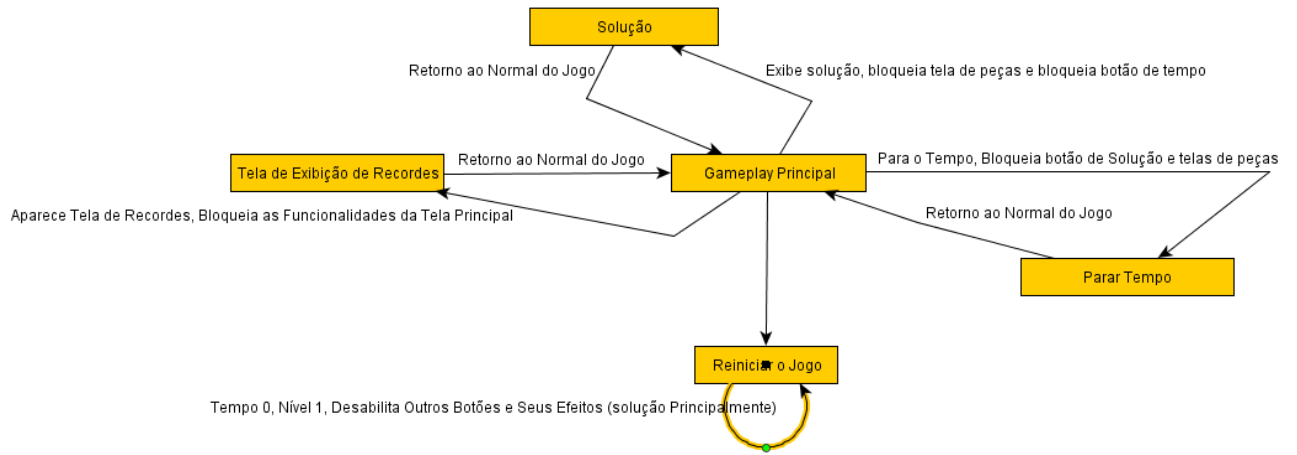 Solução
Retorno ao Normal do Jogo
Exibe solução, bloqueia tela de peças e bloqueia botão de tempo
Tela de Exibição de Recordes
Retorno ao Normal do Jogo
Gameplay Principal
Para o Tempo, Bloqueia botão de Solução e telas de peças
Aparece Tela de Recordes, Bloqueia as Funcionalidades da Tela Principal
Retorno ao Normal do Jogo
Parar Tempo
Reiniciar o Jogo
Tempo 0, Nível 1, Desabilita Outros Botões e Seus Efeitos (solução Principalmente)